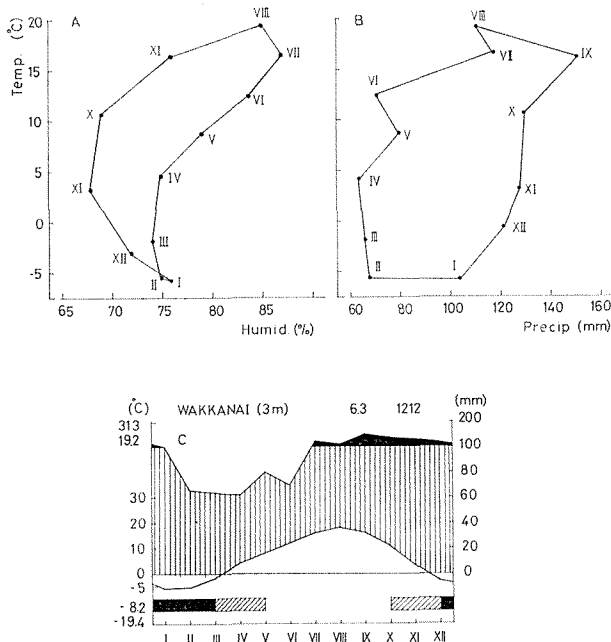 A
Temp. (°C)
20
15
10
5
0
-5
VIII
VII
XI
VI
X
V
IV
XI
III
XII
II
I
65
70
75
80
85
Humid. (%)
B
VIII
VII
IX
VI
X
V
IV
XI
III
XII
II
I
60
80
100
120
140
160
Precip (mm)
(°C) WAKKANAI (3m) 6.3 1212 (mm)
C
313
19.2
30
20
10
0
-5
-8.2
-19.4
200
100
80
60
40
20
0
I II III IV V VI VII VIII IX X XI XII